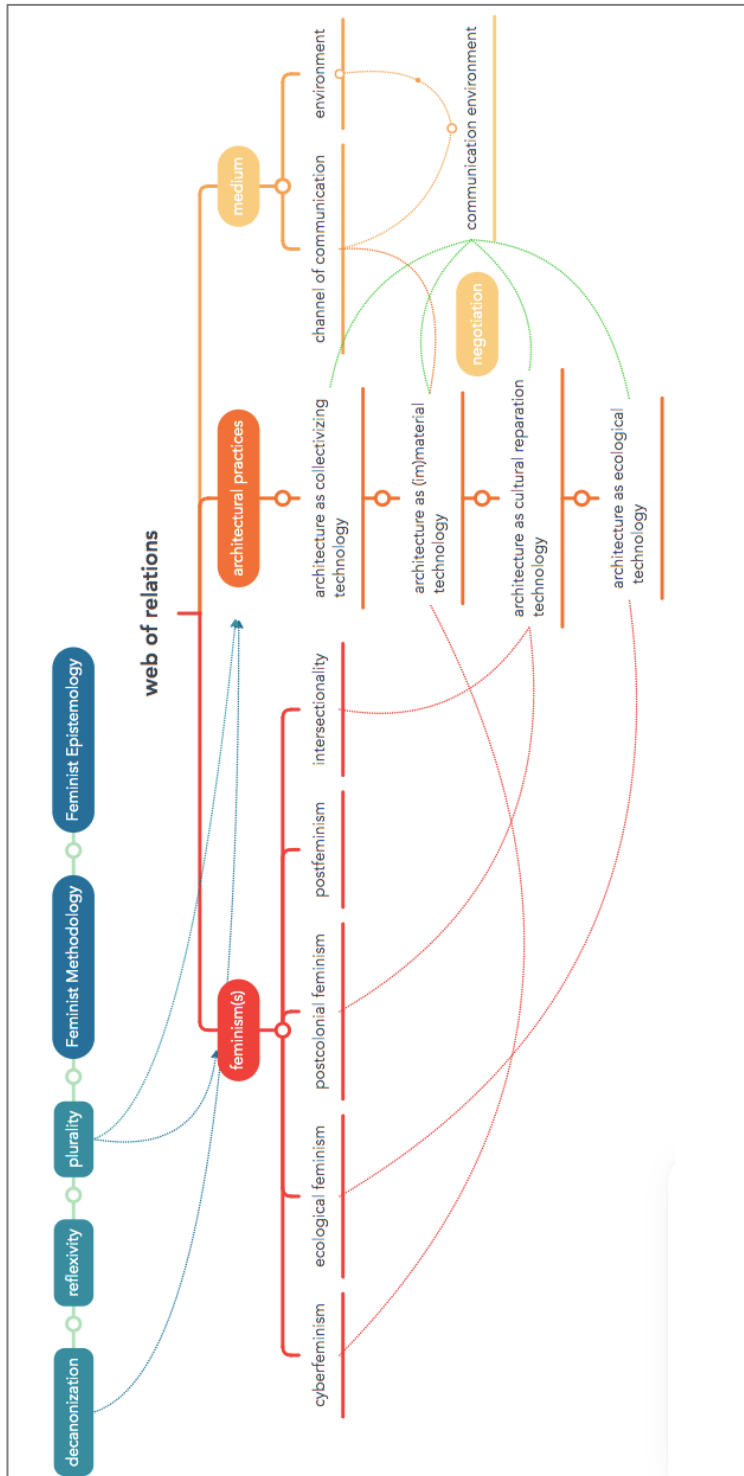 decanonization
reflexivity
plurality
Feminist Methodology
Feminist Epistemology
web of relations
feminism(s)
architectural practices
medium
cyberfeminism
ecological feminism
postcolonial feminism
postfeminism
intersectionality
architecture as collectivizing
technology
architecture as (im)material
technology
architecture as cultural reparation
technology
architecture as ecological
technology
channel of communication
environment
negotiation
communication environment